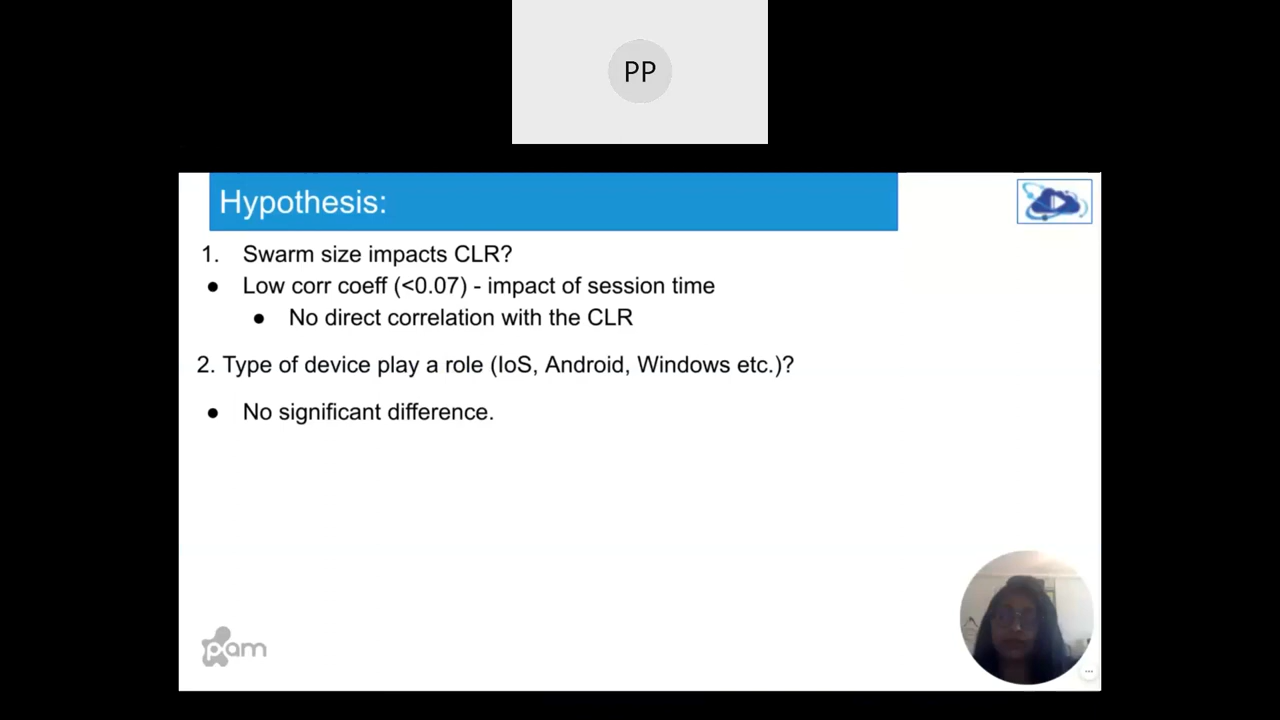 PP
Hypothesis:
1. Swarm size impacts CLR?
● Low corr coeff (<0.07) - impact of session time
● No direct correlation with the CLR
2. Type of device play a role (IoS, Android, Windows etc.)?
● No significant difference.
pam